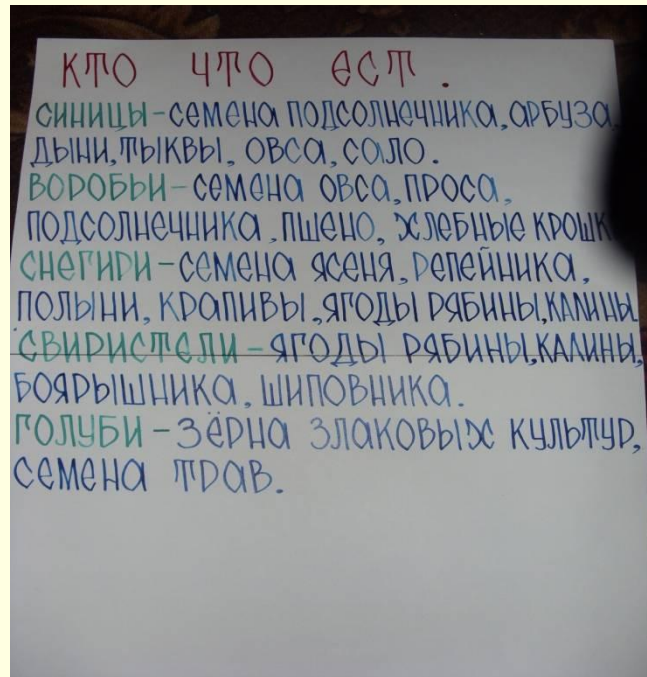 КТО ЧТО ЕСТ.
СИНИЦЫ-СЕМЕНА ПОДСОЛНЕЧНИКА, АРБУЗА,
ДЫНИ, ТЫКВЫ, ОВСА, САЛО.
ВОРОБЬИ-СЕМЕНА ОВСА, ПРОСА,
ПОДСОЛНЕЧНИКА, ПШЕНО, ХЛЕБНЫЕ КРОШК
СНЕГИРИ-СЕМЕНА ЯСЕНЯ, РЕПЕЙНИКА,
ПОЛЫНИ, КРАПИВЫ, ЯГОДЫ РЯБИНЫ, КАЛИНЫ
СВИРИСТЕЛИ-ЯГОДЫ РЯБИНЫ, КАЛИНЫ,
БОЯРЫШНИКА, ШИПОВНИКА.
ГОЛУБИ-ЗЁРНА ЗЛАКОВЫХ КУЛЬТУР,
СЕМЕНА ТРАВ.